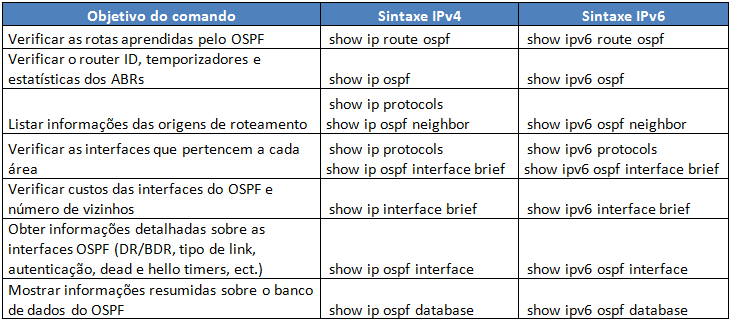 Objetivo do comando Sintaxe IPv4 Sintaxe IPv6
Verificar as rotas aprendidas pelo OSPF show ip route ospf show ipv6 route ospf
Verificar o router ID, temporizadores e
estatísticas dos ABRs show ip ospf show ipv6 ospf
show ip protocols
Listar informações das origens de roteamento show ip ospf neighbor show ipv6 ospf neighbor
Verificar as interfaces que pertencem a cada show ip protocols show ipv6 protocols
área show ip ospf interface brief show ipv6 ospf interface brief
Verificar custos das interfaces do OSPF e
número de vizinhos show ip interface brief show ipv6 interface brief
Obter informações detalhadas sobre as
interfaces OSPF (DR/BDR, tipo de link,
autenticação, dead e hello timers, ect.) show ip ospf interface show ipv6 ospf interface
Mostrar informações resumidas sobre o banco
de dados do OSPF show ip ospf database show ipv6 ospf database